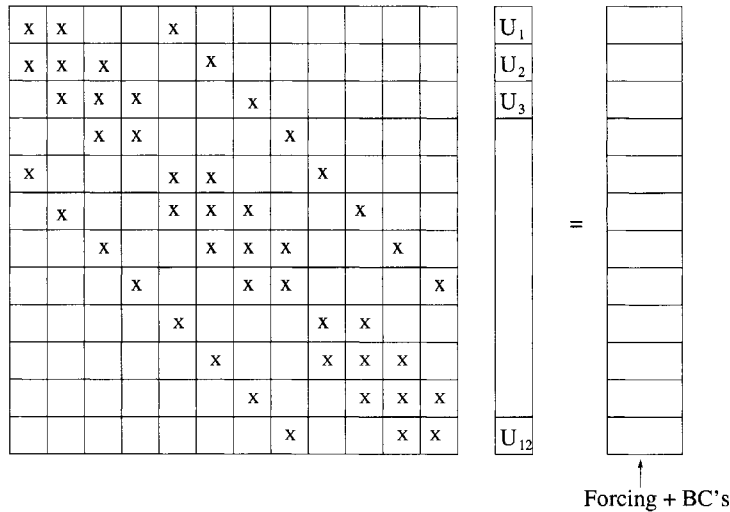 x x x U₁
x x x x U₂
x x x x U₃
x x x
x x x x
x x x x x =
x x x x x
x x x x
x x x
x x x x
x x x x
x x x U₁₂
Forcing + BC's